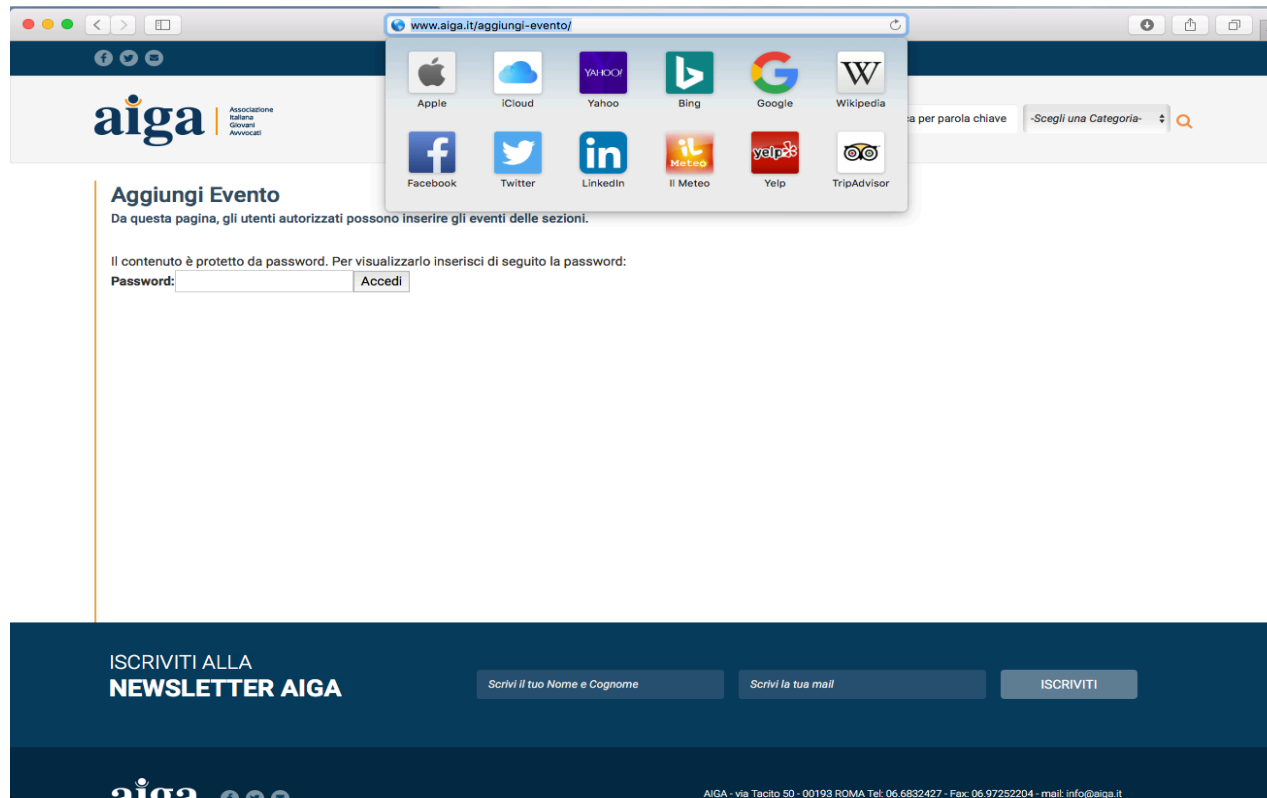 www.aiga.it/aggiungi-evento/
YAHOO!
Apple
iCloud
Yahoo
Bing
Google
Wikipedia
iL
Meteo
yelp
Facebook
Twitter
LinkedIn
Il Meteo
Yelp
TripAdvisor
aiga
Associazione
Italiana
Giovani
Avvocati
a per parola chiave
-Scegli una Categoria-
Aggiungi Evento
Da questa pagina, gli utenti autorizzati possono inserire gli eventi delle sezioni.
Il contenuto è protetto da password. Per visualizzarlo inserisci di seguito la password:
Password:
Accedi
ISCRIVITI ALLA
NEWSLETTER AIGA
Scrivi il tuo Nome e Cognome
Scrivi la tua mail
ISCRIVITI
aiga
AIGA - via Tacito 50 - 00193 ROMA Tel: 06.6832427 - Fax: 06.97252204 - mail: info@aiga.it